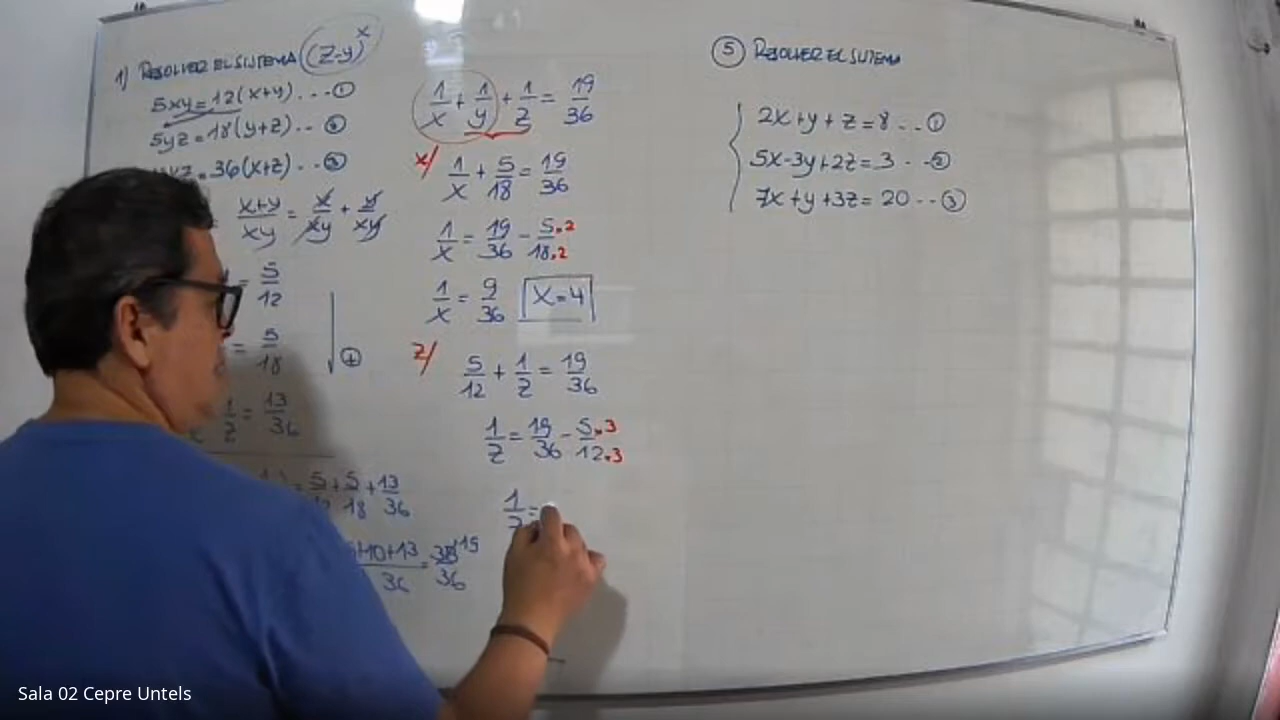 1) RESOLVER EL SISTEMA (z-y)^x
5xy = 12(x+y) ... ①
5yz = 18(y+z) .. ②
xz = 36(x+z) .. ③
x+y/xy = x/xy + y/xy
= 5/12
= 5/18
1/z = 13/36
= 5/12 + 5/18 + 13/36
+10+13/36 = 38/36 19
1/x + 1/y + 1/z = 19/36
x/ 1/x + 5/18 = 19/36
1/x = 19/36 - 5.2/18.2
1/x = 9/36 x=4
z/ 5/12 + 1/z = 19/36
1/z = 19/36 - 5.3/12.3
1/z =
⑤ RESOLVER EL SISTEMA
2x+y+z=8 .. ①
5x-3y+2z=3 .. ②
7x+y+3z=20 .. ③
Sala 02 Cepre Untels